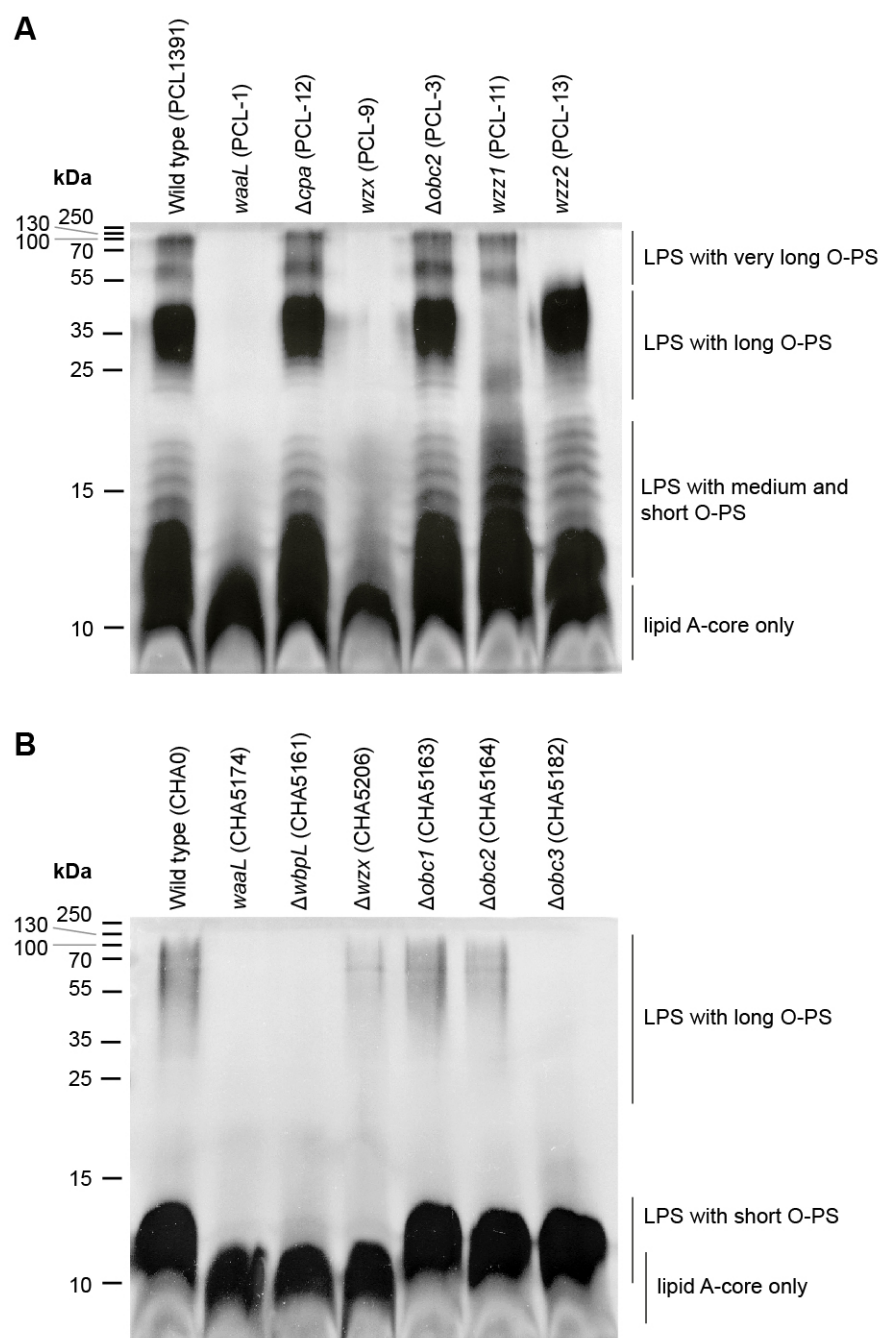 A
Wild type (PCL1391)
waaL (PCL-1)
Δcpa (PCL-12)
wzx (PCL-9)
Δobc2 (PCL-3)
wzz1 (PCL-11)
wzz2 (PCL-13)
kDa
250
130
100
70
55
35
25
15
10
LPS with very long O-PS
LPS with long O-PS
LPS with medium and
short O-PS
lipid A-core only
B
Wild type (CHA0)
waaL (CHA5174)
ΔwbpL (CHA5161)
Δwzx (CHA5206)
Δobc1 (CHA5163)
Δobc2 (CHA5164)
Δobc3 (CHA5182)
kDa
250
130
100
70
55
35
25
15
10
LPS with long O-PS
LPS with short O-PS
lipid A-core only